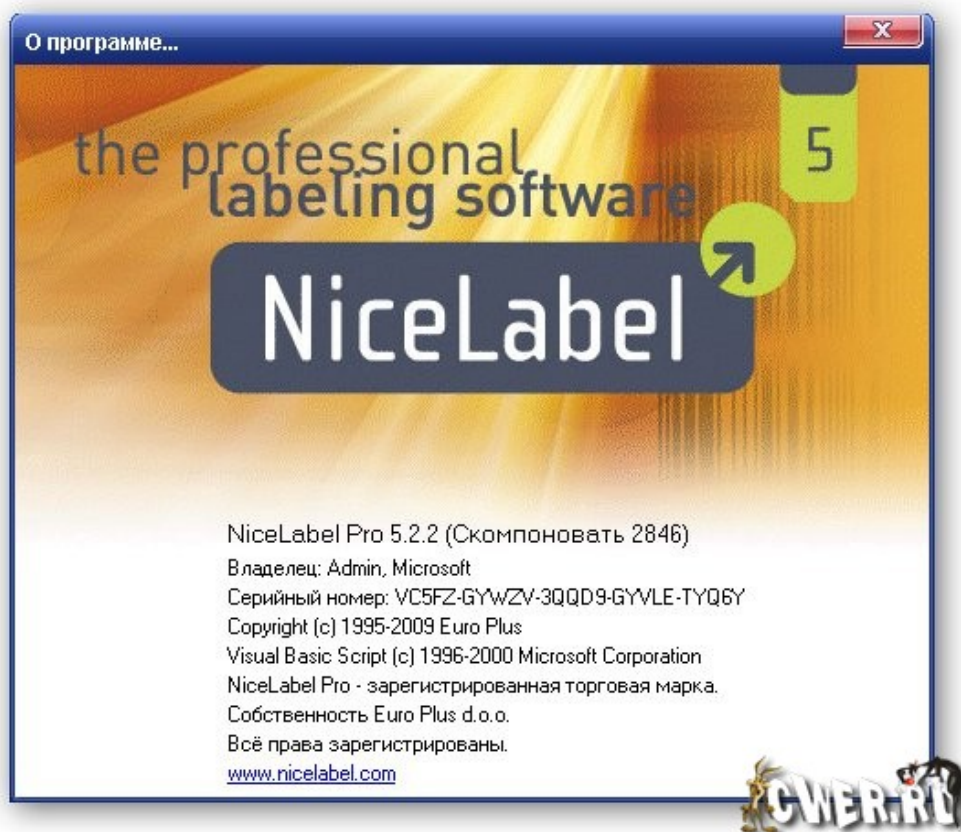 О программе...
the professional
labeling software
5
NiceLabel
NiceLabel Pro 5.2.2 (Скомпоновать 2846)
Владелец: Admin, Microsoft
Серийный номер: VC5FZ-GYWZV-3QQD9-GYVLE-TYQ6Y
Copyright (c) 1995-2009 Euro Plus
Visual Basic Script (c) 1996-2000 Microsoft Corporation
NiceLabel Pro - зарегистрированная торговая марка.
Собственность Euro Plus d.o.o.
Всё права зарегистрированы.
www.nicelabel.com
CWER.RU